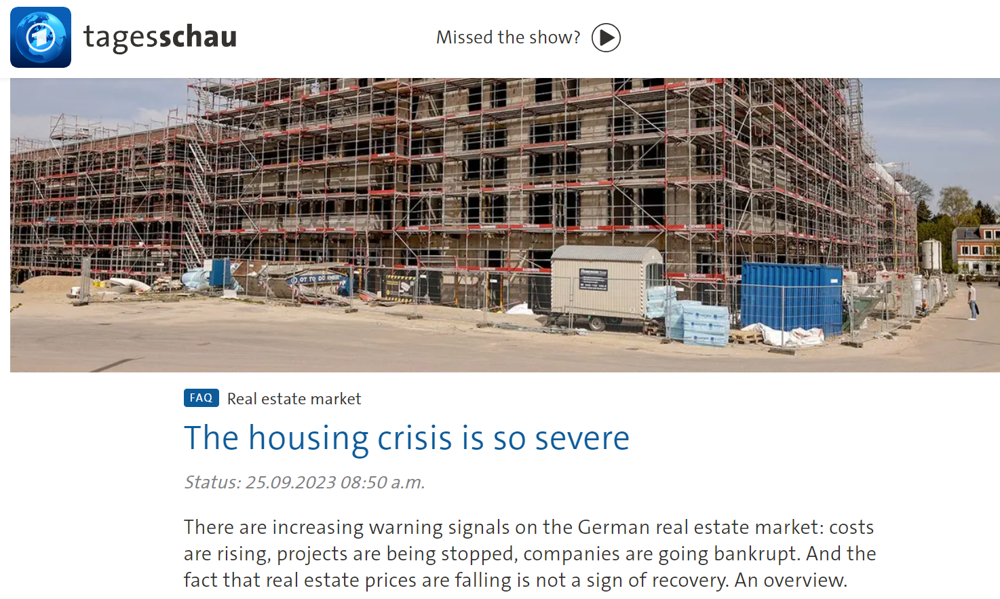 tagesschau
Missed the show?
FAQ
Real estate market
The housing crisis is so severe
Status: 25.09.2023 08:50 a.m.
There are increasing warning signals on the German real estate market: costs
are rising, projects are being stopped, companies are going bankrupt. And the
fact that real estate prices are falling is not a sign of recovery. An overview.